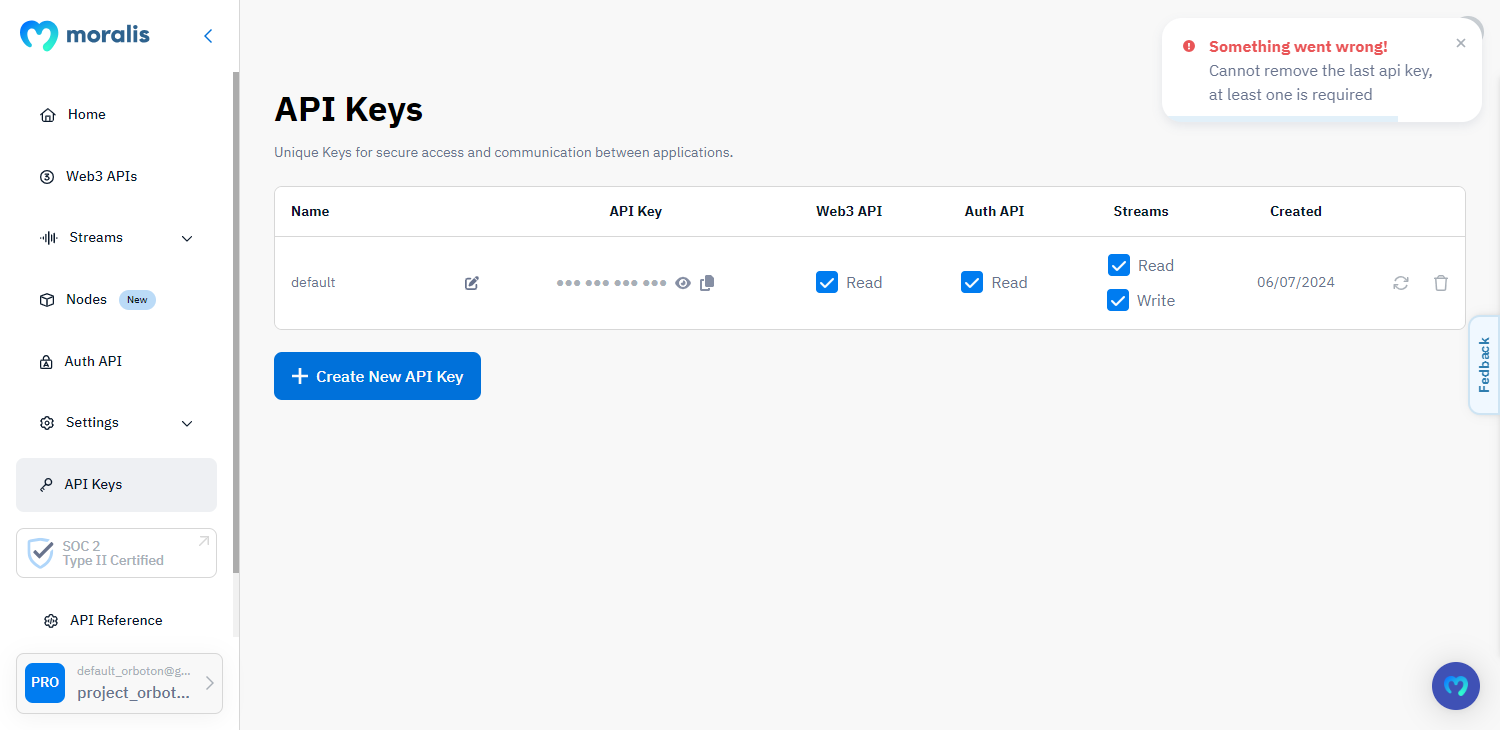 moralis
Home
Web3 APIs
Streams
Nodes New
Auth API
Settings
API Keys
SOC 2
Type II Certified
API Reference
PRO
default_orboton@g...
project_orbot...
API Keys
Unique Keys for secure access and communication between applications.
Name API Key Web3 API Auth API Streams Created
default Read Read Read 06/07/2024
Write
Create New API Key
Something went wrong!
Cannot remove the last api key,
at least one is required
Feedback